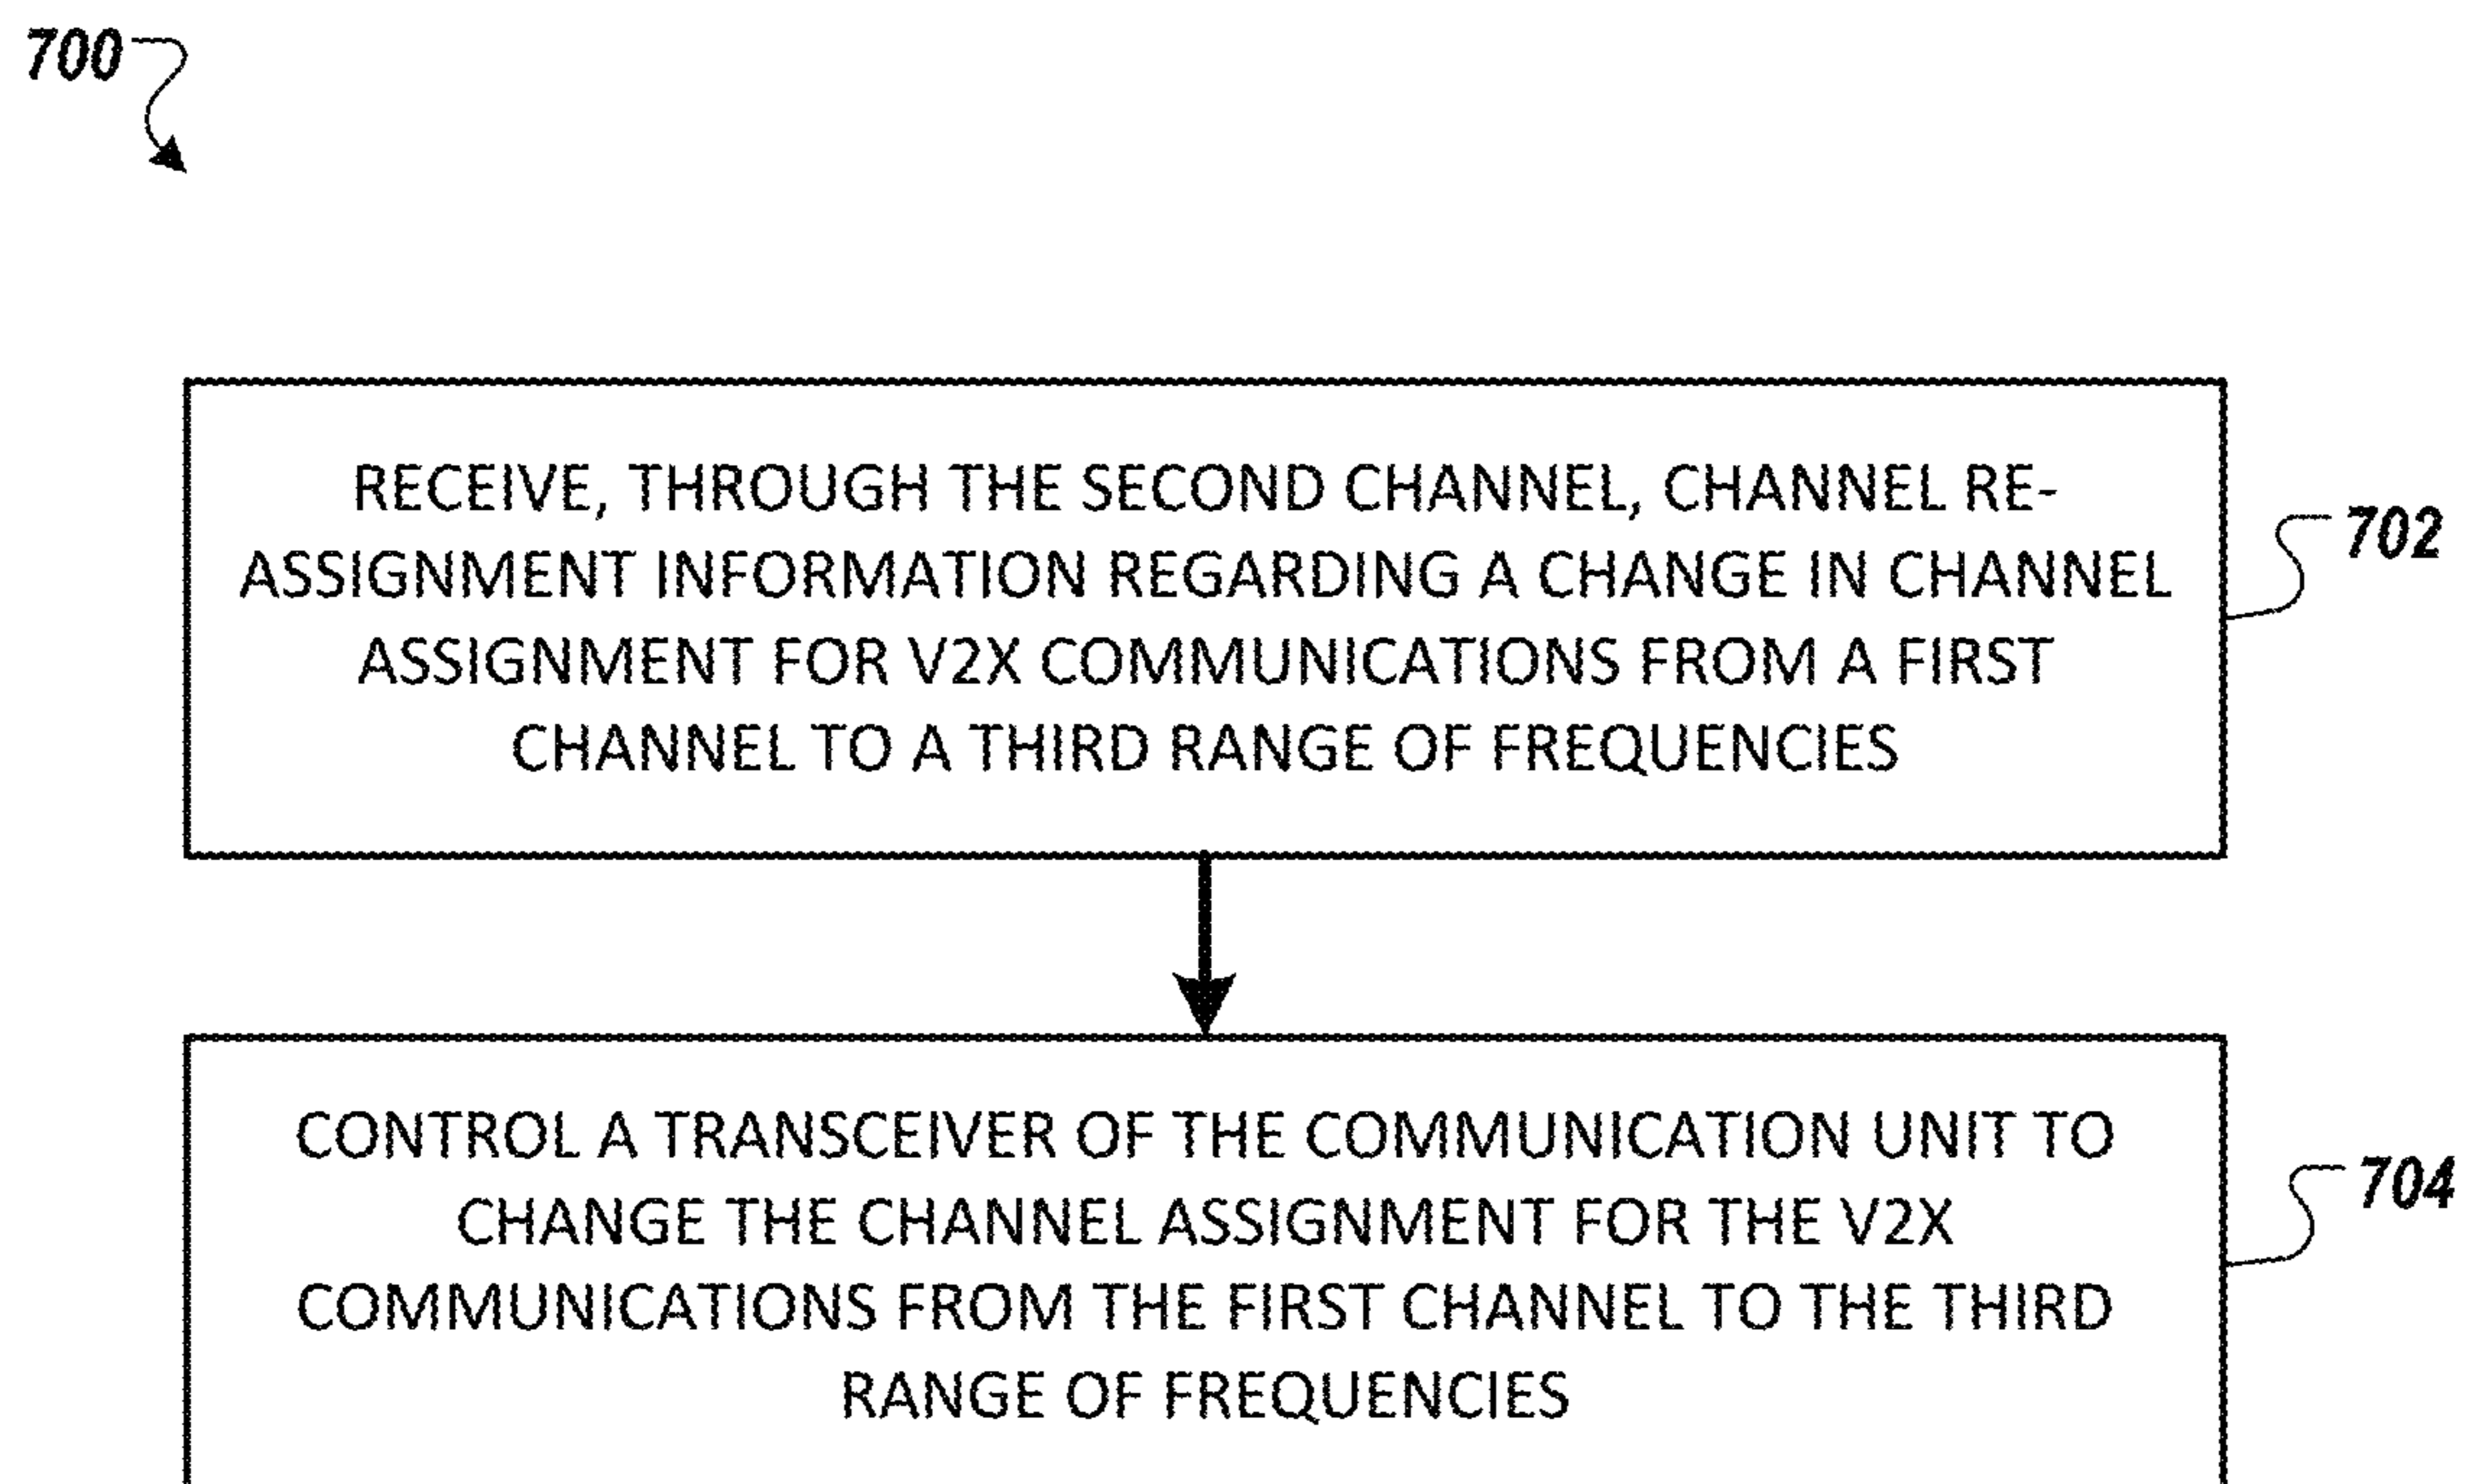 700
RECEIVE, THROUGH THE SECOND CHANNEL, CHANNEL RE-
ASSIGNMENT INFORMATION REGARDING A CHANGE IN CHANNEL
ASSIGNMENT FOR V2X COMMUNICATIONS FROM A FIRST
CHANNEL TO A THIRD RANGE OF FREQUENCIES
702
CONTROL A TRANSCEIVER OF THE COMMUNICATION UNIT TO
CHANGE THE CHANNEL ASSIGNMENT FOR THE V2X
COMMUNICATIONS FROM THE FIRST CHANNEL TO THE THIRD
RANGE OF FREQUENCIES
704